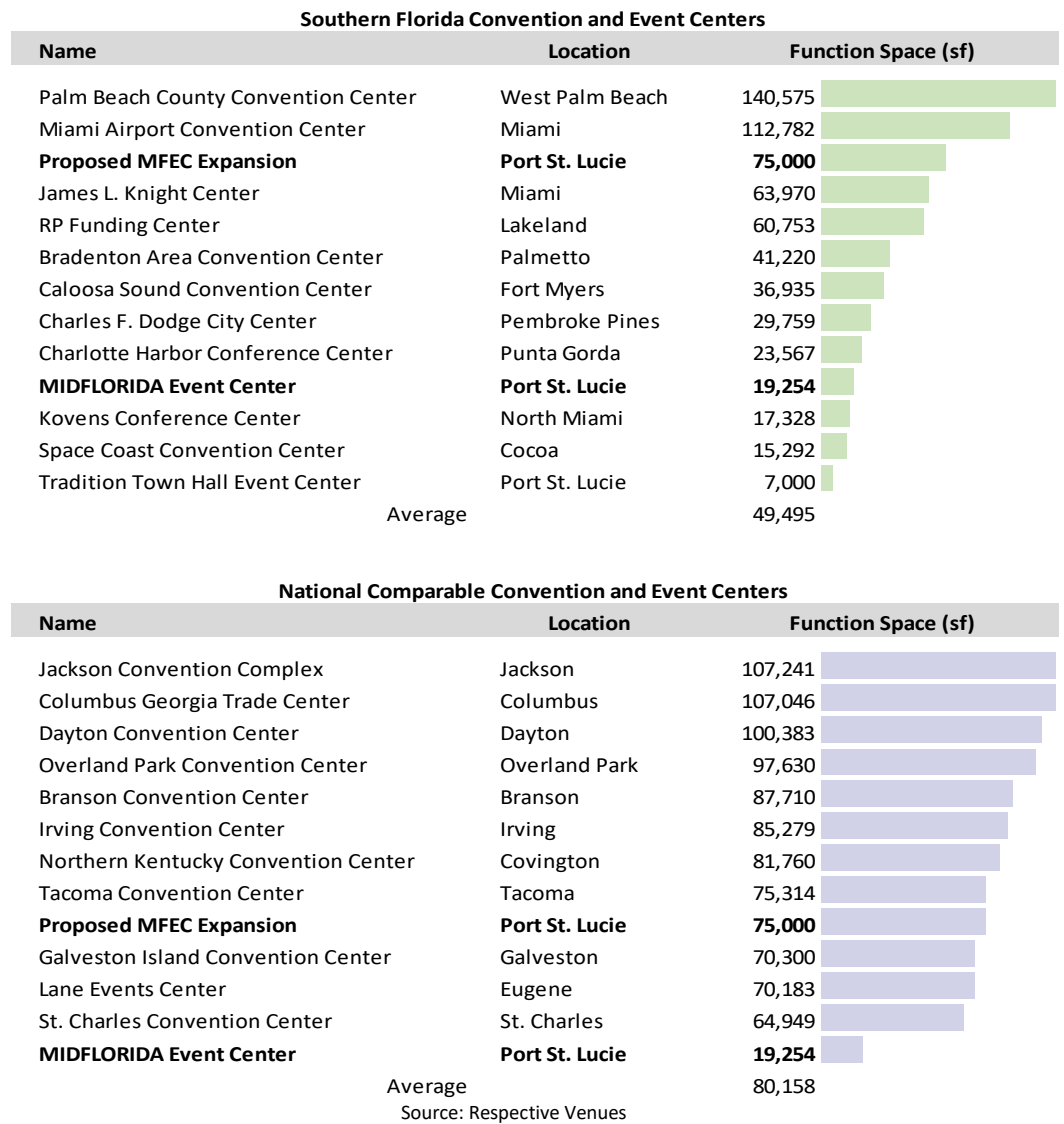 Southern Florida Convention and Event Centers
Name Location Function Space (sf)
Palm Beach County Convention Center West Palm Beach 140,575
Miami Airport Convention Center Miami 112,782
Proposed MFEC Expansion Port St. Lucie 75,000
James L. Knight Center Miami 63,970
RP Funding Center Lakeland 60,753
Bradenton Area Convention Center Palmetto 41,220
Caloosa Sound Convention Center Fort Myers 36,935
Charles F. Dodge City Center Pembroke Pines 29,759
Charlotte Harbor Conference Center Punta Gorda 23,567
MIDFLORIDA Event Center Port St. Lucie 19,254
Kovens Conference Center North Miami 17,328
Space Coast Convention Center Cocoa 15,292
Tradition Town Hall Event Center Port St. Lucie 7,000
Average 49,495
National Comparable Convention and Event Centers
Name Location Function Space (sf)
Jackson Convention Complex Jackson 107,241
Columbus Georgia Trade Center Columbus 107,046
Dayton Convention Center Dayton 100,383
Overland Park Convention Center Overland Park 97,630
Branson Convention Center Branson 87,710
Irving Convention Center Irving 85,279
Northern Kentucky Convention Center Covington 81,760
Tacoma Convention Center Tacoma 75,314
Proposed MFEC Expansion Port St. Lucie 75,000
Galveston Island Convention Center Galveston 70,300
Lane Events Center Eugene 70,183
St. Charles Convention Center St. Charles 64,949
MIDFLORIDA Event Center Port St. Lucie 19,254
Average 80,158
Source: Respective Venues